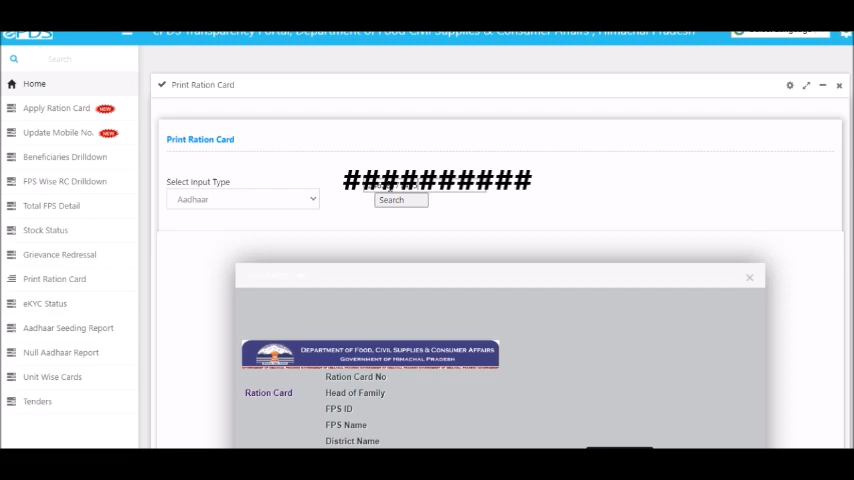 ePDS
ePDS Transparency Portal, Department of Food Civil Supplies & Consumer Affairs , Himachal Pradesh
Search
Home
Apply Ration Card NEW
Update Mobile No. NEW
Beneficiaries Drilldown
FPS Wise RC Drilldown
Total FPS Detail
Stock Status
Grievance Redressal
Print Ration Card
eKYC Status
Aadhaar Seeding Report
Null Aadhaar Report
Unit Wise Cards
Tenders
Print Ration Card
Print Ration Card
Select Input Type
Aadhaar
##########
Search
DEPARTMENT OF FOOD, CIVIL SUPPLIES & CONSUMER AFFAIRS
GOVERNMENT OF HIMACHAL PRADESH
Ration Card
Ration Card No
Head of Family
FPS ID
FPS Name
District Name